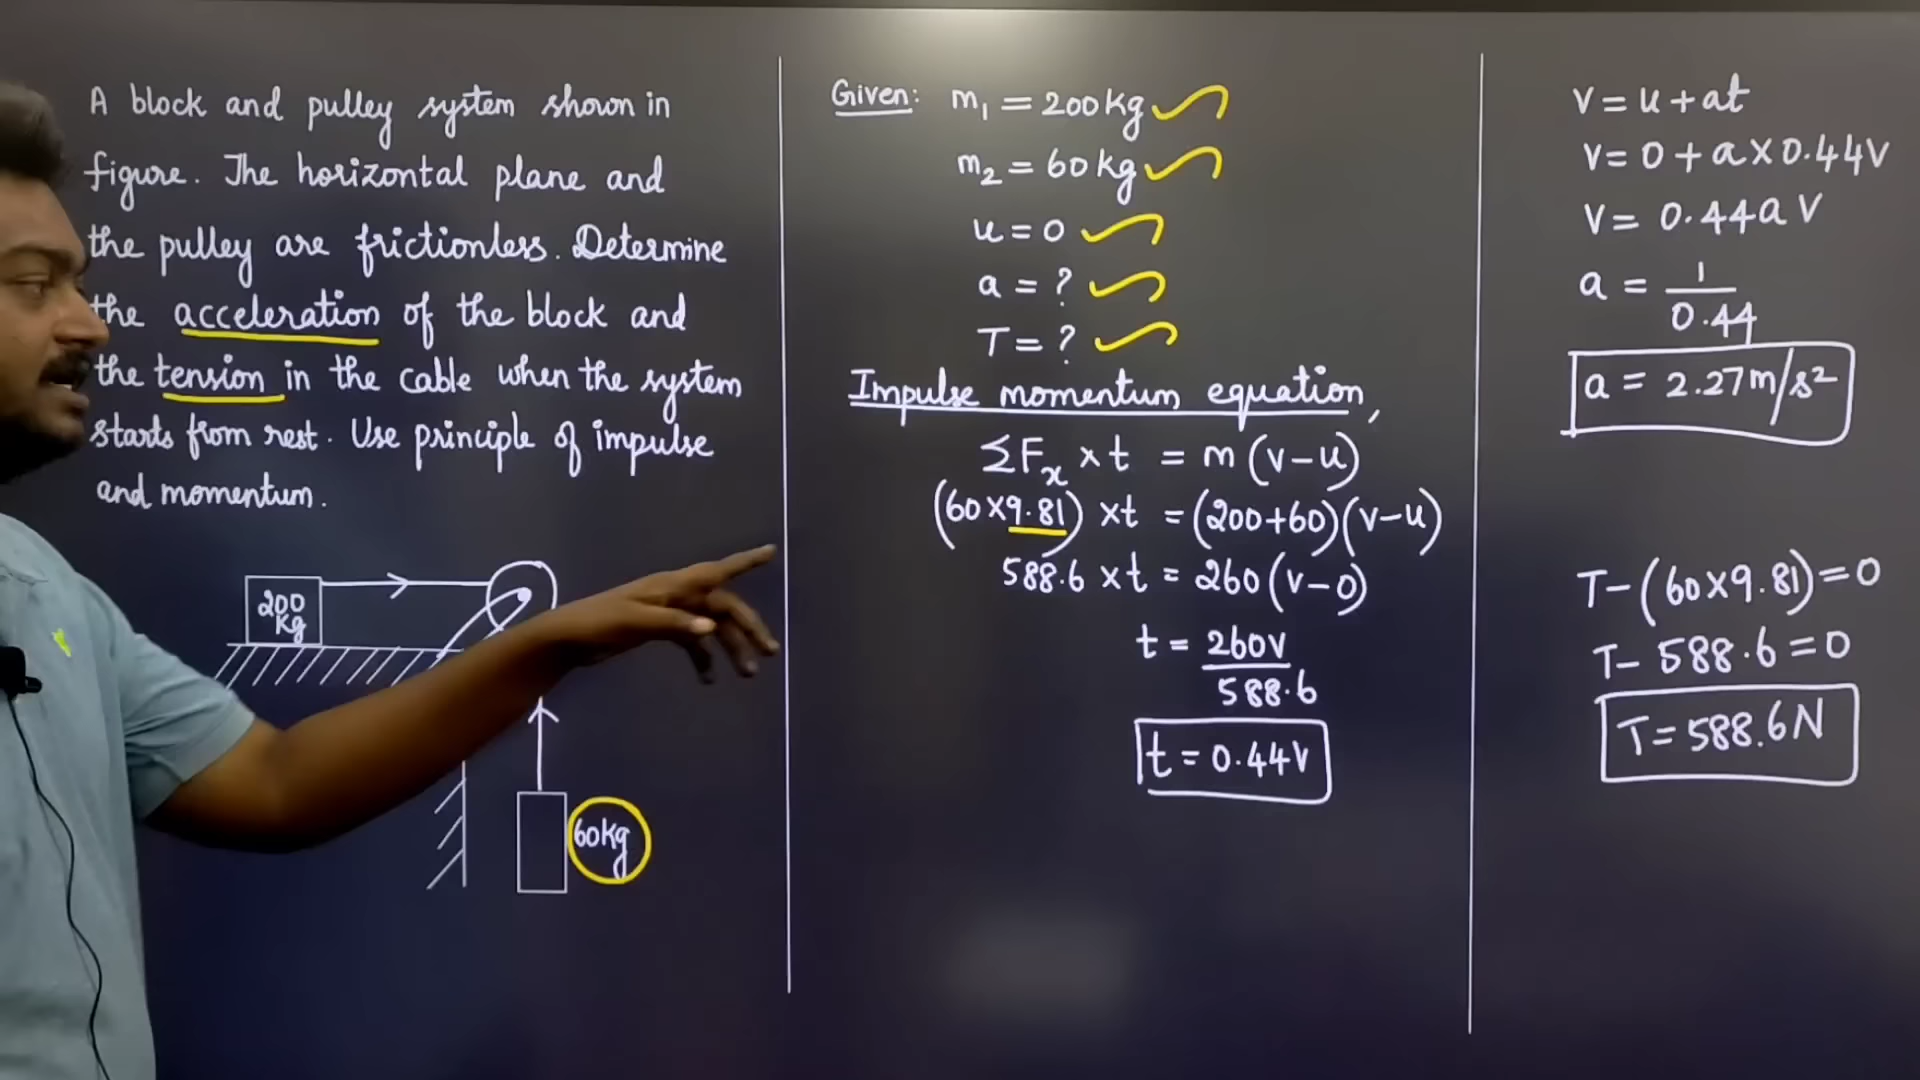 A block and pulley system shown in
figure. The horizontal plane and
the pulley are frictionless. Determine
the acceleration of the block and
the tension in the cable when the system
starts from rest. Use principle of impulse
and momentum.
200
kg
60kg
Given: m₁ = 200kg
m₂ = 60kg
u = 0
a = ?
T = ?
Impulse momentum equation,
ΣFₓ × t = m(v-u)
(60×9.81) ×t = (200+60)(v-u)
588.6 ×t = 260(v-0)
t = 260v
588.6
t = 0.44v
v = u + at
v = 0 + a×0.44v
v = 0.44a v
a = 1
0.44
a = 2.27m/s²
T-(60×9.81)=0
T-588.6=0
T=588.6N